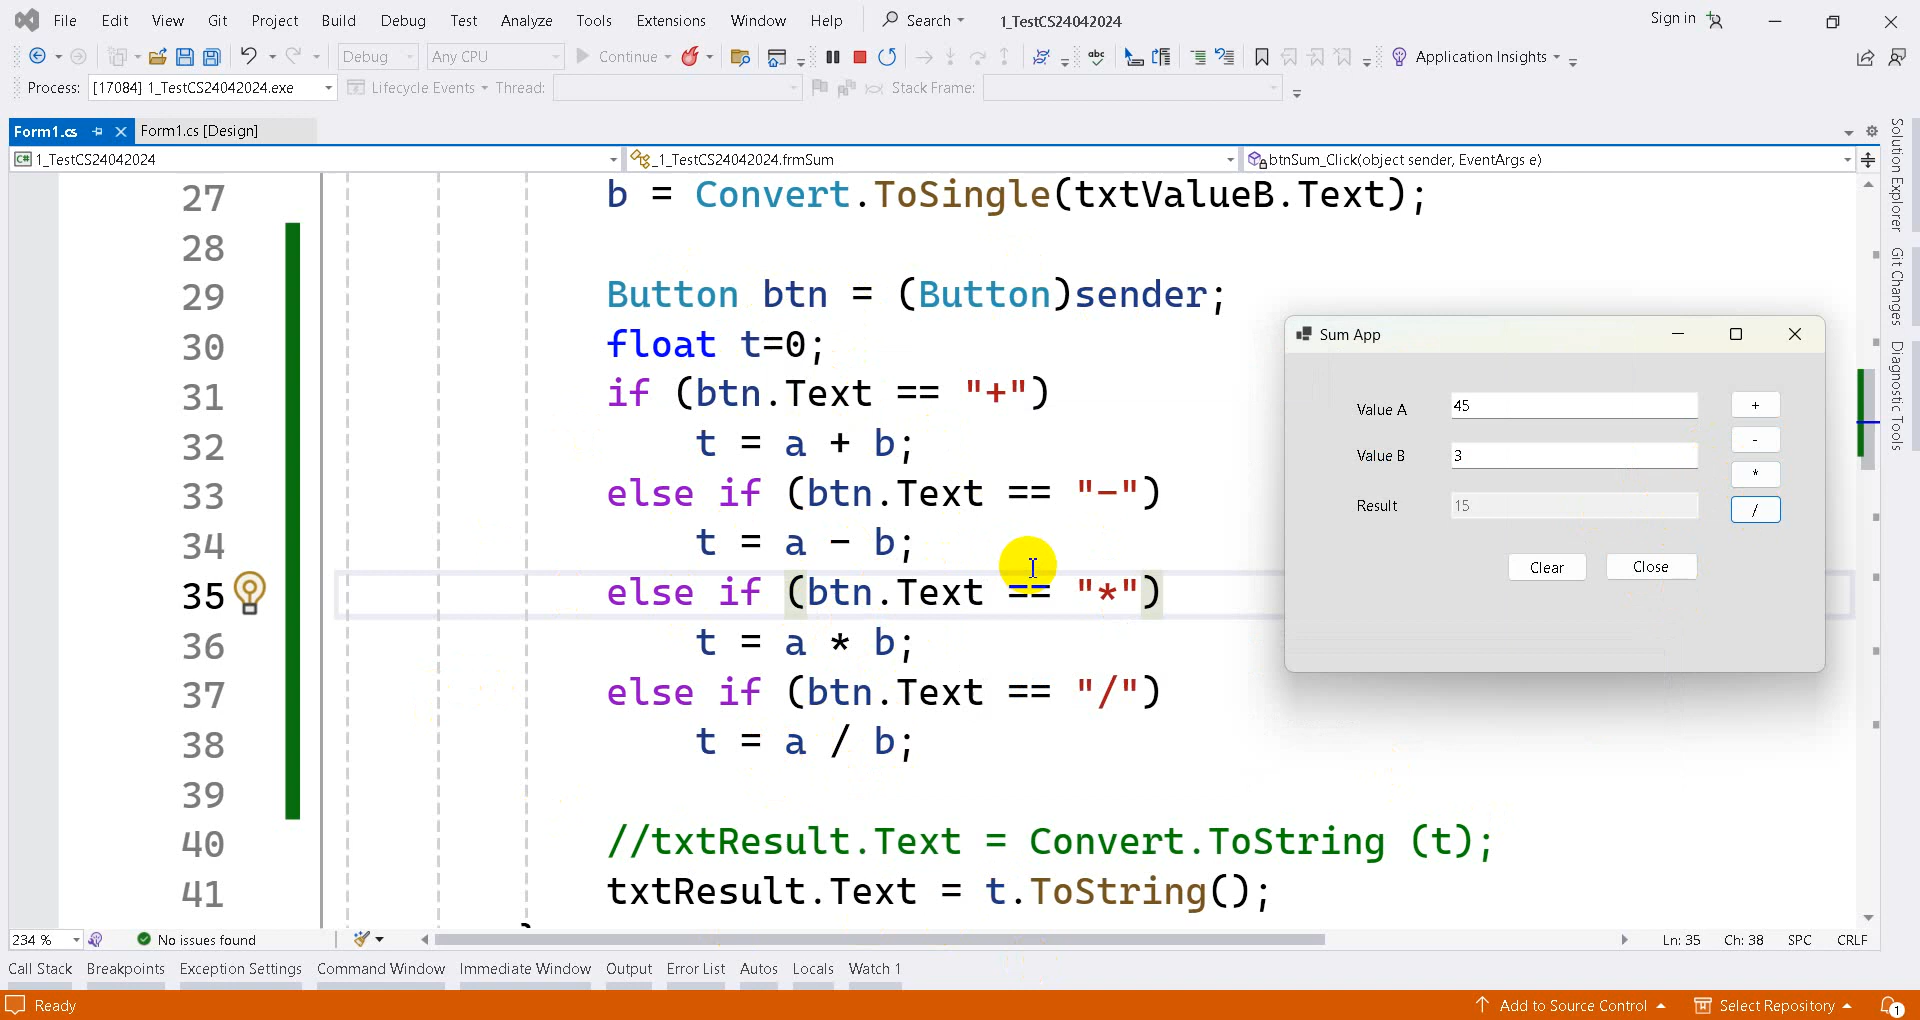 File Edit View Git Project Build Debug Test Analyze Tools Extensions Window Help Search 1_TestCS24042024 Sign in
Debug Any CPU Continue Application Insights
Process: [17084] 1_TestCS24042024.exe Lifecycle Events Thread: Stack Frame:
Form1.cs Form1.cs [Design]
C# 1_TestCS24042024 _1_TestCS24042024.frmSum btnSum_Click(object sender, EventArgs e)
27 b = Convert.ToSingle(txtValueB.Text);
28
29 Button btn = (Button)sender;
30 float t=0;
31 if (btn.Text == "+")
32 t = a + b;
33 else if (btn.Text == "-")
34 t = a - b;
35 else if (btn.Text == "*")
36 t = a * b;
37 else if (btn.Text == "/")
38 t = a / b;
39
40 //txtResult.Text = Convert.ToString (t);
41 txtResult.Text = t.ToString();
Sum App
Value A 45 +
-
Value B 3
*
Result 15 /
Clear Close
Solution Explorer
Git Changes
Diagnostic Tools
234 % No issues found Ln: 35 Ch: 38 SPC CRLF
Call Stack Breakpoints Exception Settings Command Window Immediate Window Output Error List Autos Locals Watch 1
Ready Add to Source Control Select Repository 1